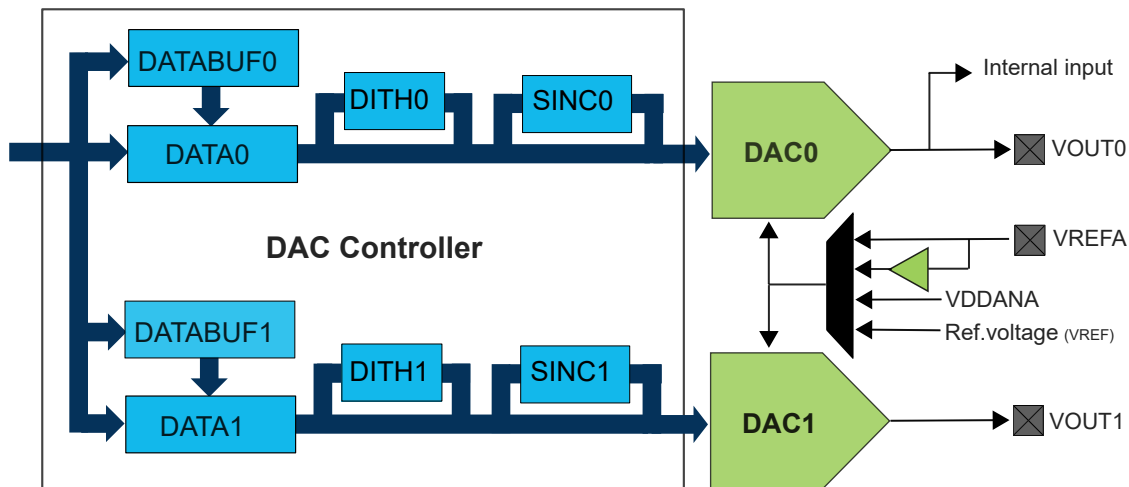 DATABUF0
DATA0
DITH0
SINC0
DAC0
Internal input
VOUT0
DAC Controller
VREFA
VDDANA
Ref.voltage (VREF)
DATABUF1
DATA1
DITH1
SINC1
DAC1
VOUT1